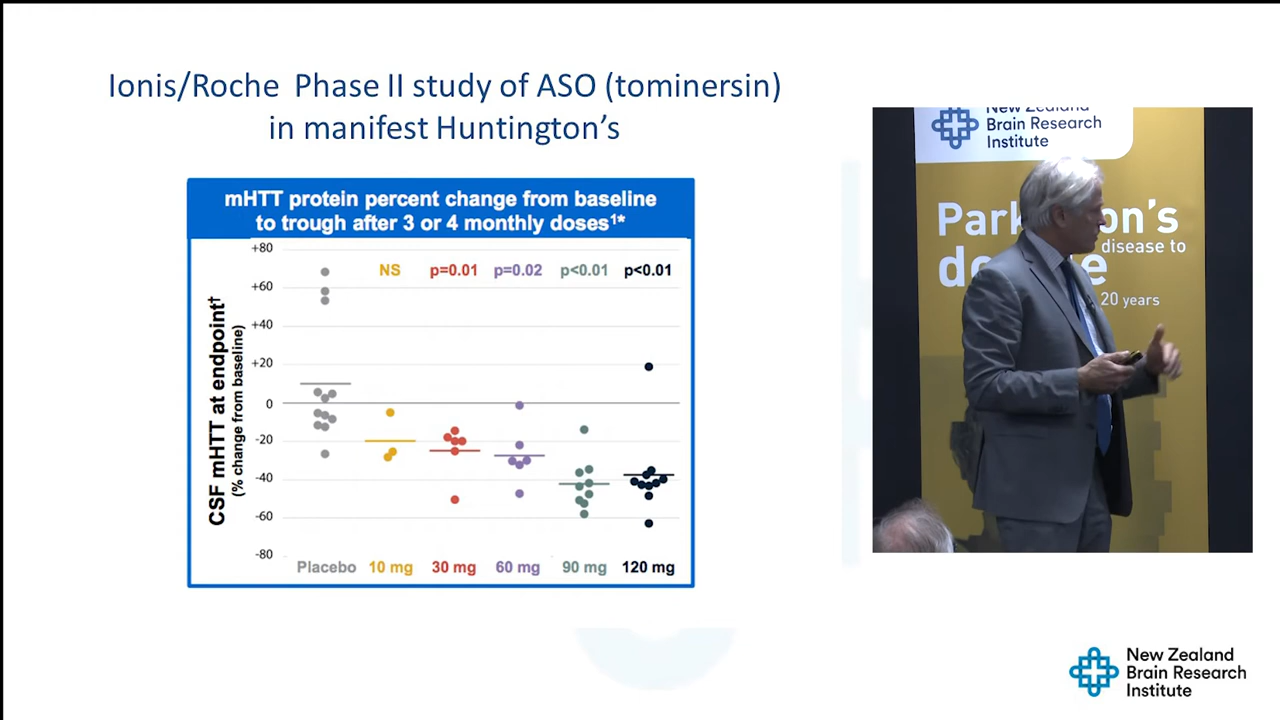 Ionis/Roche Phase II study of ASO (tominersin)
in manifest Huntington's
mHTT protein percent change from baseline
to trough after 3 or 4 monthly doses¹*
CSF mHTT at endpoint†
(% change from baseline)
+80
+60
+40
+20
0
-20
-40
-60
-80
NS p=0.01 p=0.02 p<0.01 p<0.01
Placebo 10 mg 30 mg 60 mg 90 mg 120 mg
New Zealand
Brain Research
Institute
disease to
20 years
New Zealand
Brain Research
Institute